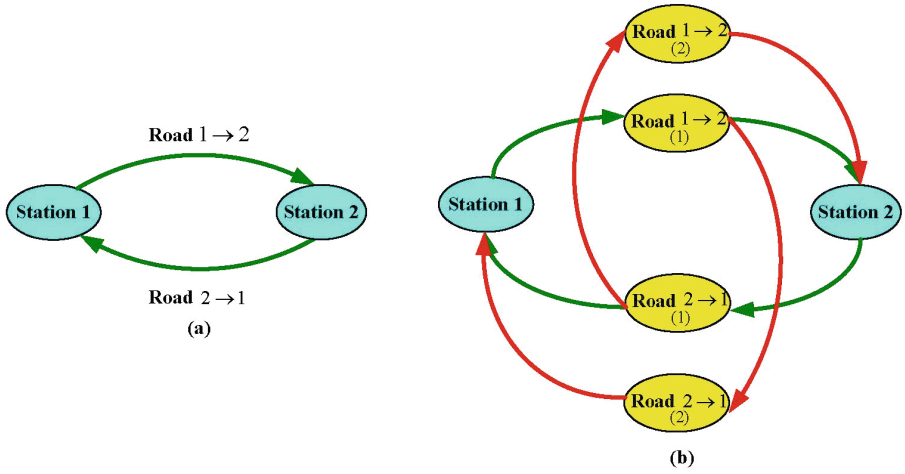 Road 1 → 2
Station 1
Station 2
Road 2 → 1
(a)
Road 1 → 2
(2)
Road 1 → 2
(1)
Station 1
Station 2
Road 2 → 1
(1)
Road 2 → 1
(2)
(b)